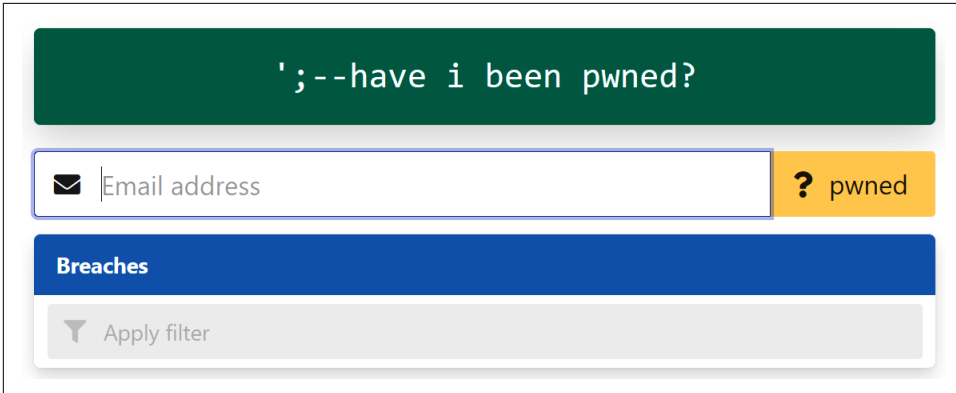 ';--have i been pwned?
Email address
? pwned
Breaches
Apply filter